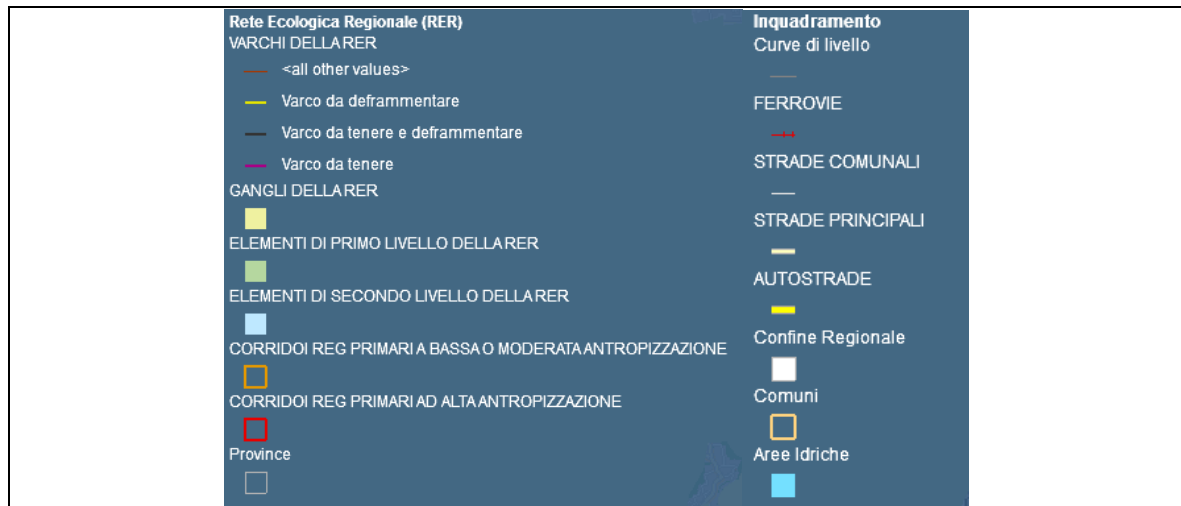 Rete Ecologica Regionale (RER)
VARCHI DELLA RER
<all other values>
Varco da deframmentare
Varco da tenere e deframmentare
Varco da tenere
GANGLI DELLA RER
ELEMENTI DI PRIMO LIVELLO DELLA RER
ELEMENTI DI SECONDO LIVELLO DELLA RER
CORRIDOI REG PRIMARI A BASSA O MODERATA ANTROPIZZAZIONE
CORRIDOI REG PRIMARI AD ALTA ANTROPIZZAZIONE
Province
Inquadramento
Curve di livello
FERROVIE
STRADE COMUNALI
STRADE PRINCIPALI
AUTOSTRADE
Confine Regionale
Comuni
Aree Idriche